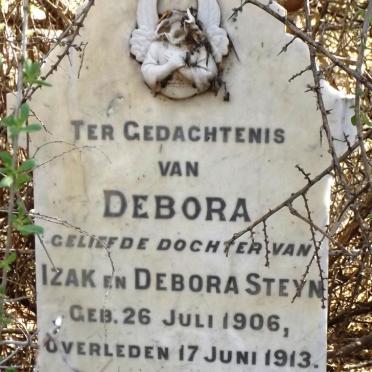 TER GEDACHTENIS
VAN
DEBORA
GELIEFDE DOCHTER VAN
IZAK EN DEBORA STEYN
GEB. 26 JULI 1906,
OVERLEDEN 17 JUNI 1913.